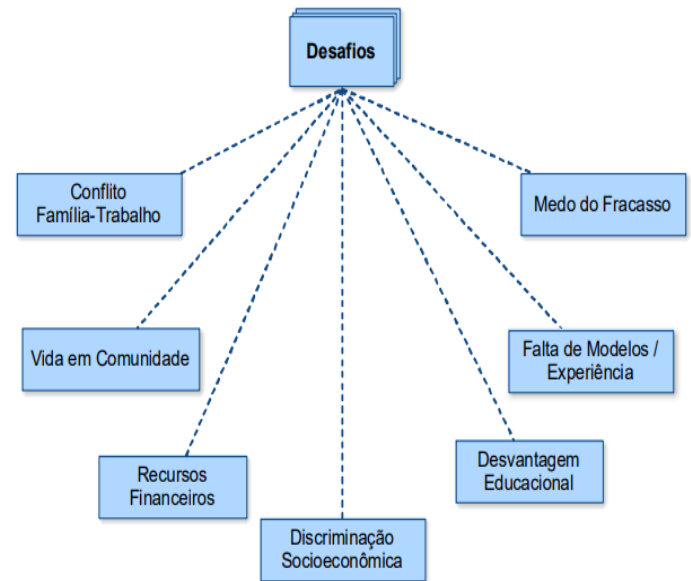 Desafios
Conflito
Família-Trabalho
Medo do Fracasso
Vida em Comunidade
Falta de Modelos /
Experiência
Recursos
Financeiros
Desvantagem
Educacional
Discriminação
Socioeconômica